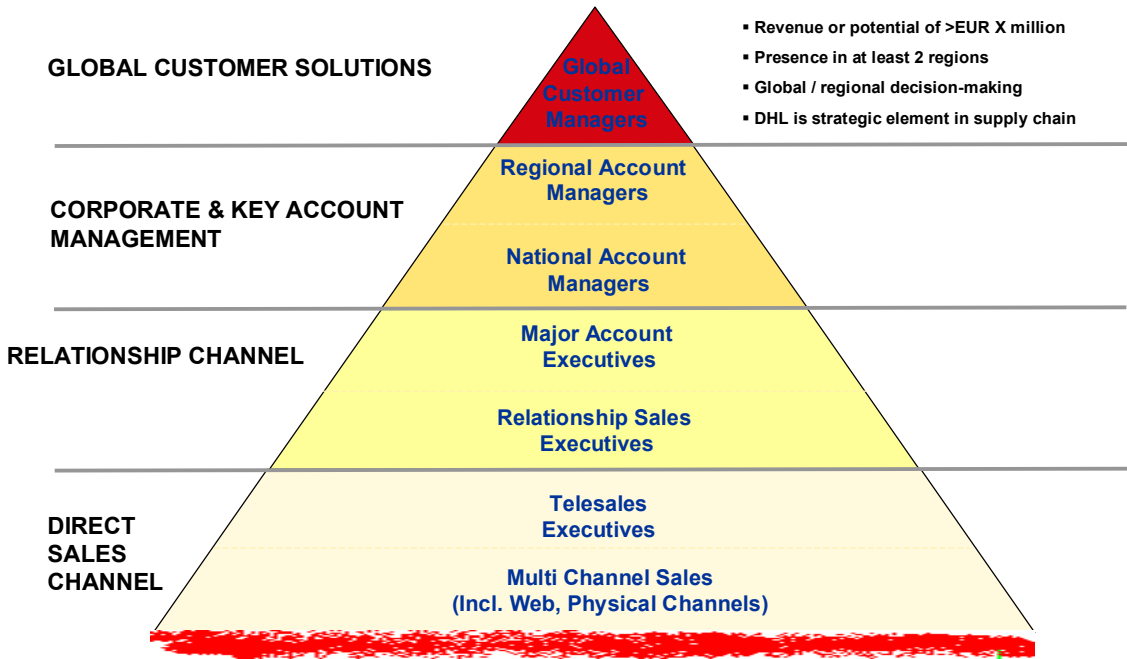 GLOBAL CUSTOMER SOLUTIONS
Global
Customer
Managers
▪ Revenue or potential of >EUR X million
▪ Presence in at least 2 regions
▪ Global / regional decision-making
▪ DHL is strategic element in supply chain
CORPORATE & KEY ACCOUNT
MANAGEMENT
Regional Account
Managers
National Account
Managers
RELATIONSHIP CHANNEL
Major Account
Executives
Relationship Sales
Executives
DIRECT
SALES
CHANNEL
Telesales
Executives
Multi Channel Sales
(Incl. Web, Physical Channels)